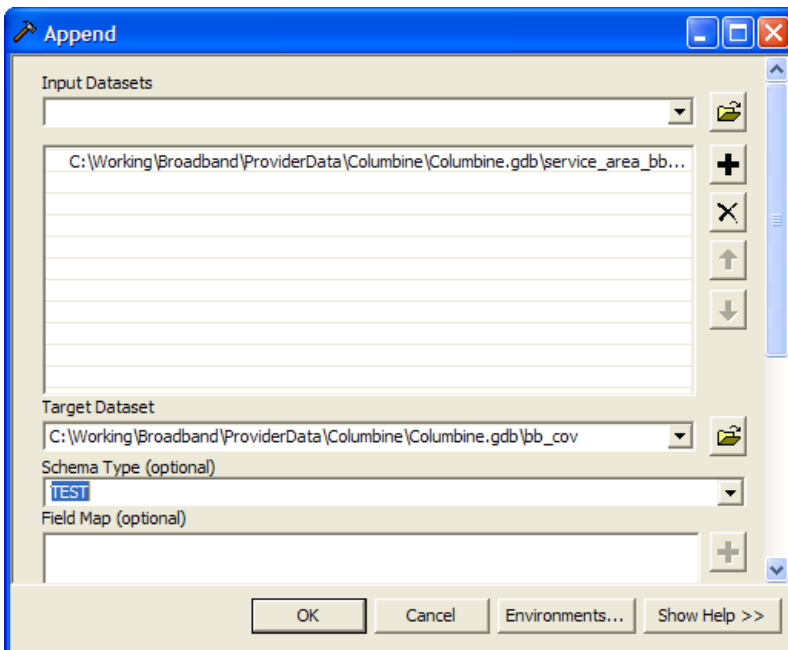 Append
Input Datasets
C:\Working\Broadband\ProviderData\Columbine\Columbine.gdb\service_area_bb...
Target Dataset
C:\Working\Broadband\ProviderData\Columbine\Columbine.gdb\bb_cov
Schema Type (optional)
TEST
Field Map (optional)
OK Cancel Environments... Show Help >>